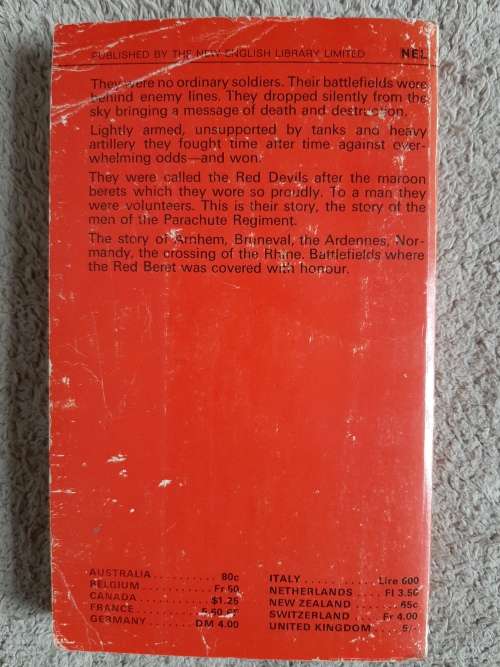 PUBLISHED BY THE NEW ENGLISH LIBRARY LIMITED NEL
They were no ordinary soldiers. Their battlefields were
behind enemy lines. They dropped silently from the
sky bringing a message of death and destruction.
Lightly armed, unsupported by tanks and heavy
artillery they fought time after time against over-
whelming odds—and won.
They were called the Red Devils after the maroon
berets which they wore so proudly. To a man they
were volunteers. This is their story, the story of the
men of the Parachute Regiment.
The story of Arnhem, Bruneval, the Ardennes, Nor-
mandy, the crossing of the Rhine. Battlefields where
the Red Beret was covered with honour.
AUSTRALIA . . . . . . . . . . 80c
BELGIUM . . . . . . . . . . Fr 50
CANADA . . . . . . . . . . $1.25
FRANCE . . . . . . . . . .
GERMANY . . . . . . . DM 4.00
ITALY . . . . . . . . . . Lire 600
NETHERLANDS . . . . Fl 3.50
NEW ZEALAND . . . . . 65c
SWITZERLAND . . . Fr 4.00
UNITED KINGDOM . . . 5/-